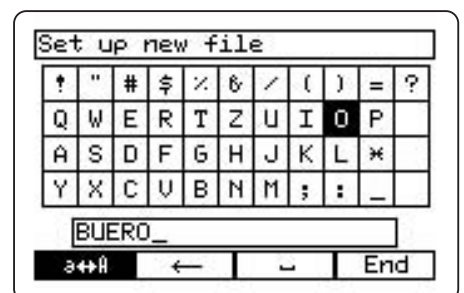 Set up new file
! " # $ % & / ( ) = ?
Q W E R T Z U I O P
A S D F G H J K L *
Y X C V B N M ; : _
BUERO_
a↔A ← ⎵ End